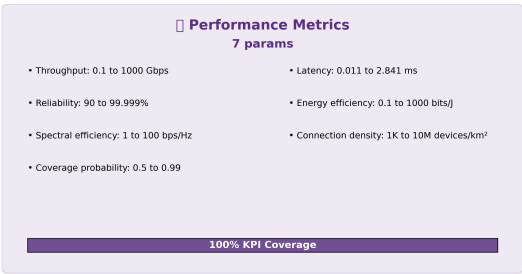 Performance Metrics
7 params
• Throughput: 0.1 to 1000 Gbps
• Latency: 0.011 to 2.841 ms
• Reliability: 90 to 99.999%
• Energy efficiency: 0.1 to 1000 bits/J
• Spectral efficiency: 1 to 100 bps/Hz
• Connection density: 1K to 10M devices/km²
• Coverage probability: 0.5 to 0.99
100% KPI Coverage